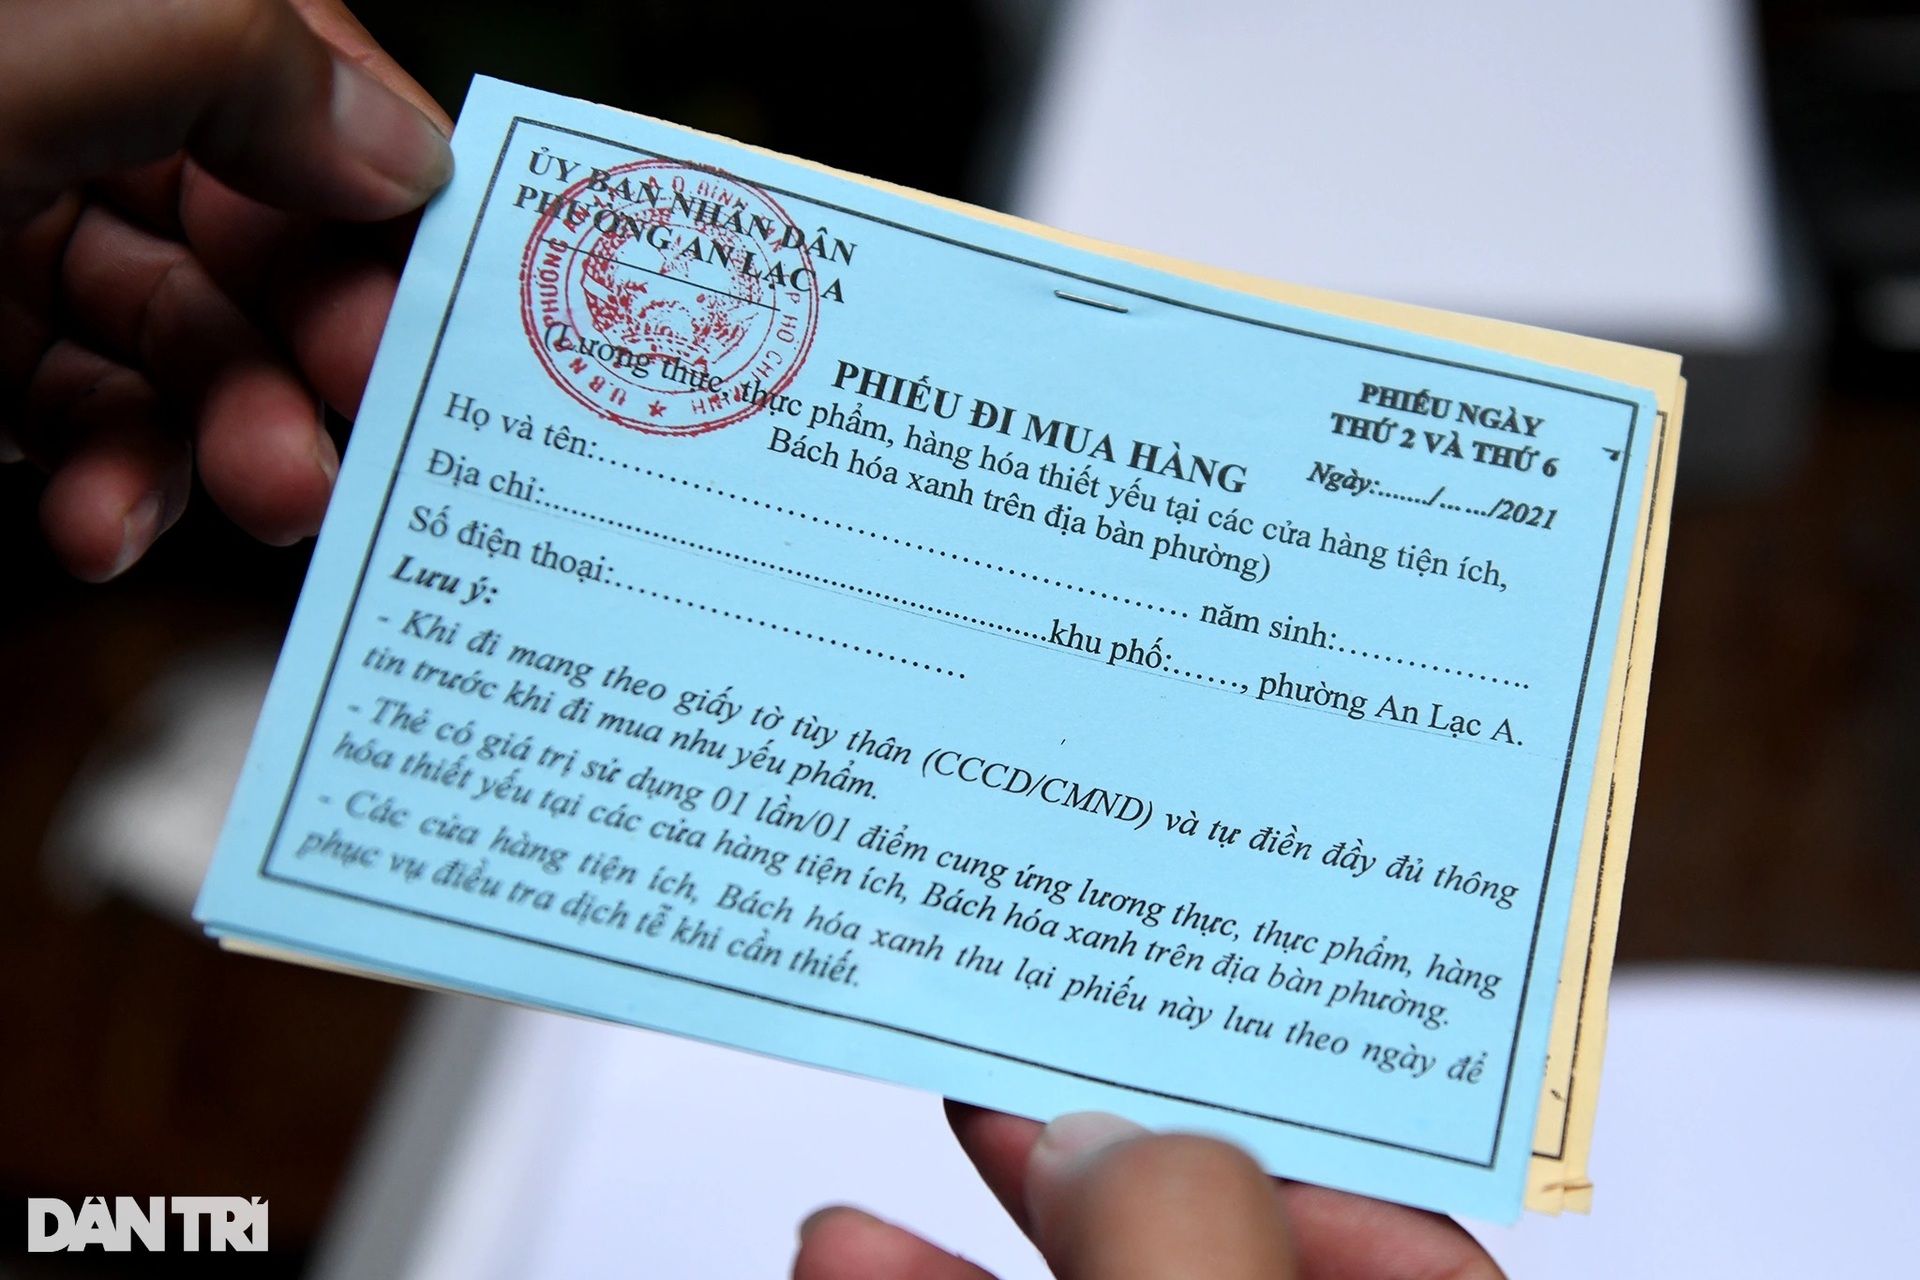 ỦY BAN NHÂN DÂN
PHƯỜNG AN LẠC A
PHIẾU NGÀY
THỨ 2 VÀ THỨ 6
Ngày:......./....../2021
PHIẾU ĐI MUA HÀNG
(Lương thực, thực phẩm, hàng hóa thiết yếu tại các cửa hàng tiện ích,
Bách hóa xanh trên địa bàn phường)
Họ và tên:.......................................................... năm sinh:.................
Địa chỉ:..........................................................khu phố:......., phường An Lạc A.
Số điện thoại:.......................................
Lưu ý:
- Khi đi mang theo giấy tờ tùy thân (CCCD/CMND) và tự điền đầy đủ thông
tin trước khi đi mua nhu yếu phẩm.
- Thẻ có giá trị sử dụng 01 lần/01 điểm cung ứng lương thực, thực phẩm, hàng
hóa thiết yếu tại các cửa hàng tiện ích, Bách hóa xanh trên địa bàn phường.
- Các cửa hàng tiện ích, Bách hóa xanh thu lại phiếu này lưu theo ngày để
phục vụ điều tra dịch tễ khi cần thiết.
DÂN TRÍ